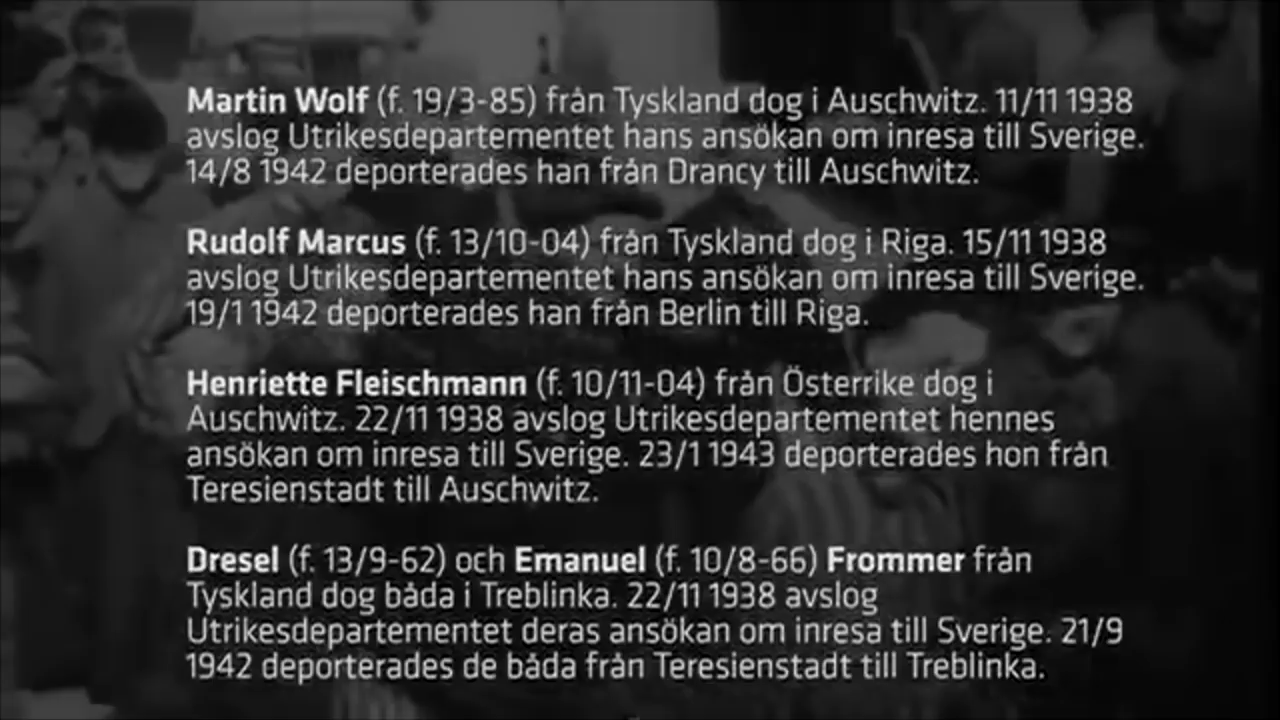 Martin Wolf (f. 19/3-85) från Tyskland dog i Auschwitz. 11/11 1938
avslog Utrikesdepartementet hans ansökan om inresa till Sverige.
14/8 1942 deporterades han från Drancy till Auschwitz.
Rudolf Marcus (f. 13/10-04) från Tyskland dog i Riga. 15/11 1938
avslog Utrikesdepartementet hans ansökan om inresa till Sverige.
19/1 1942 deporterades han från Berlin till Riga.
Henriette Fleischmann (f. 10/11-04) från Österrike dog i
Auschwitz. 22/11 1938 avslog Utrikesdepartementet hennes
ansökan om inresa till Sverige. 23/1 1943 deporterades hon från
Teresienstadt till Auschwitz.
Dresel (f. 13/9-62) och Emanuel (f. 10/8-66) Frommer från
Tyskland dog båda i Treblinka. 22/11 1938 avslog
Utrikesdepartementet deras ansökan om inresa till Sverige. 21/9
1942 deporterades de båda från Teresienstadt till Treblinka.